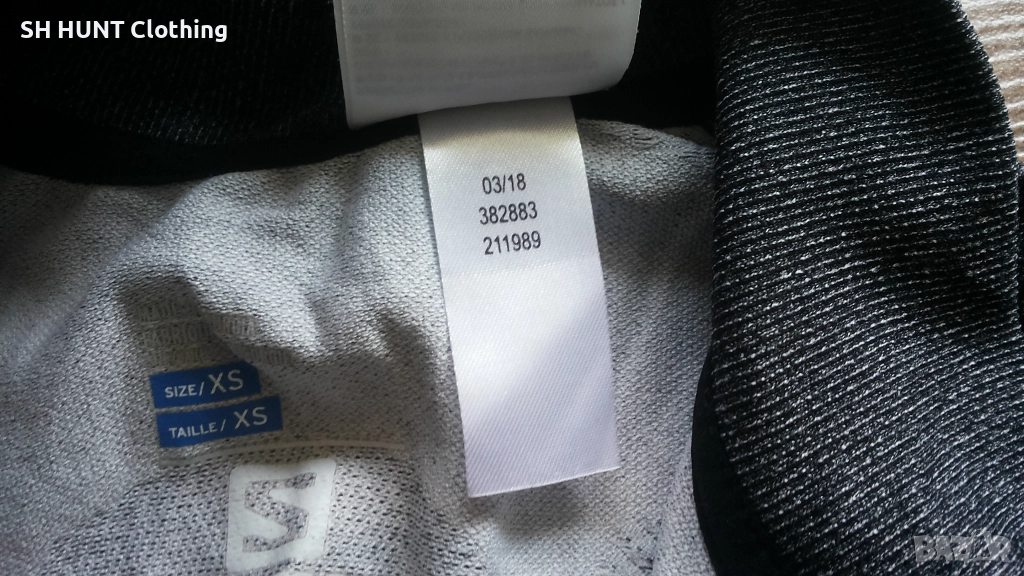 SH HUNT Clothing
03/18
382883
211989
SIZE/ XS
TAILLE/ XS
S